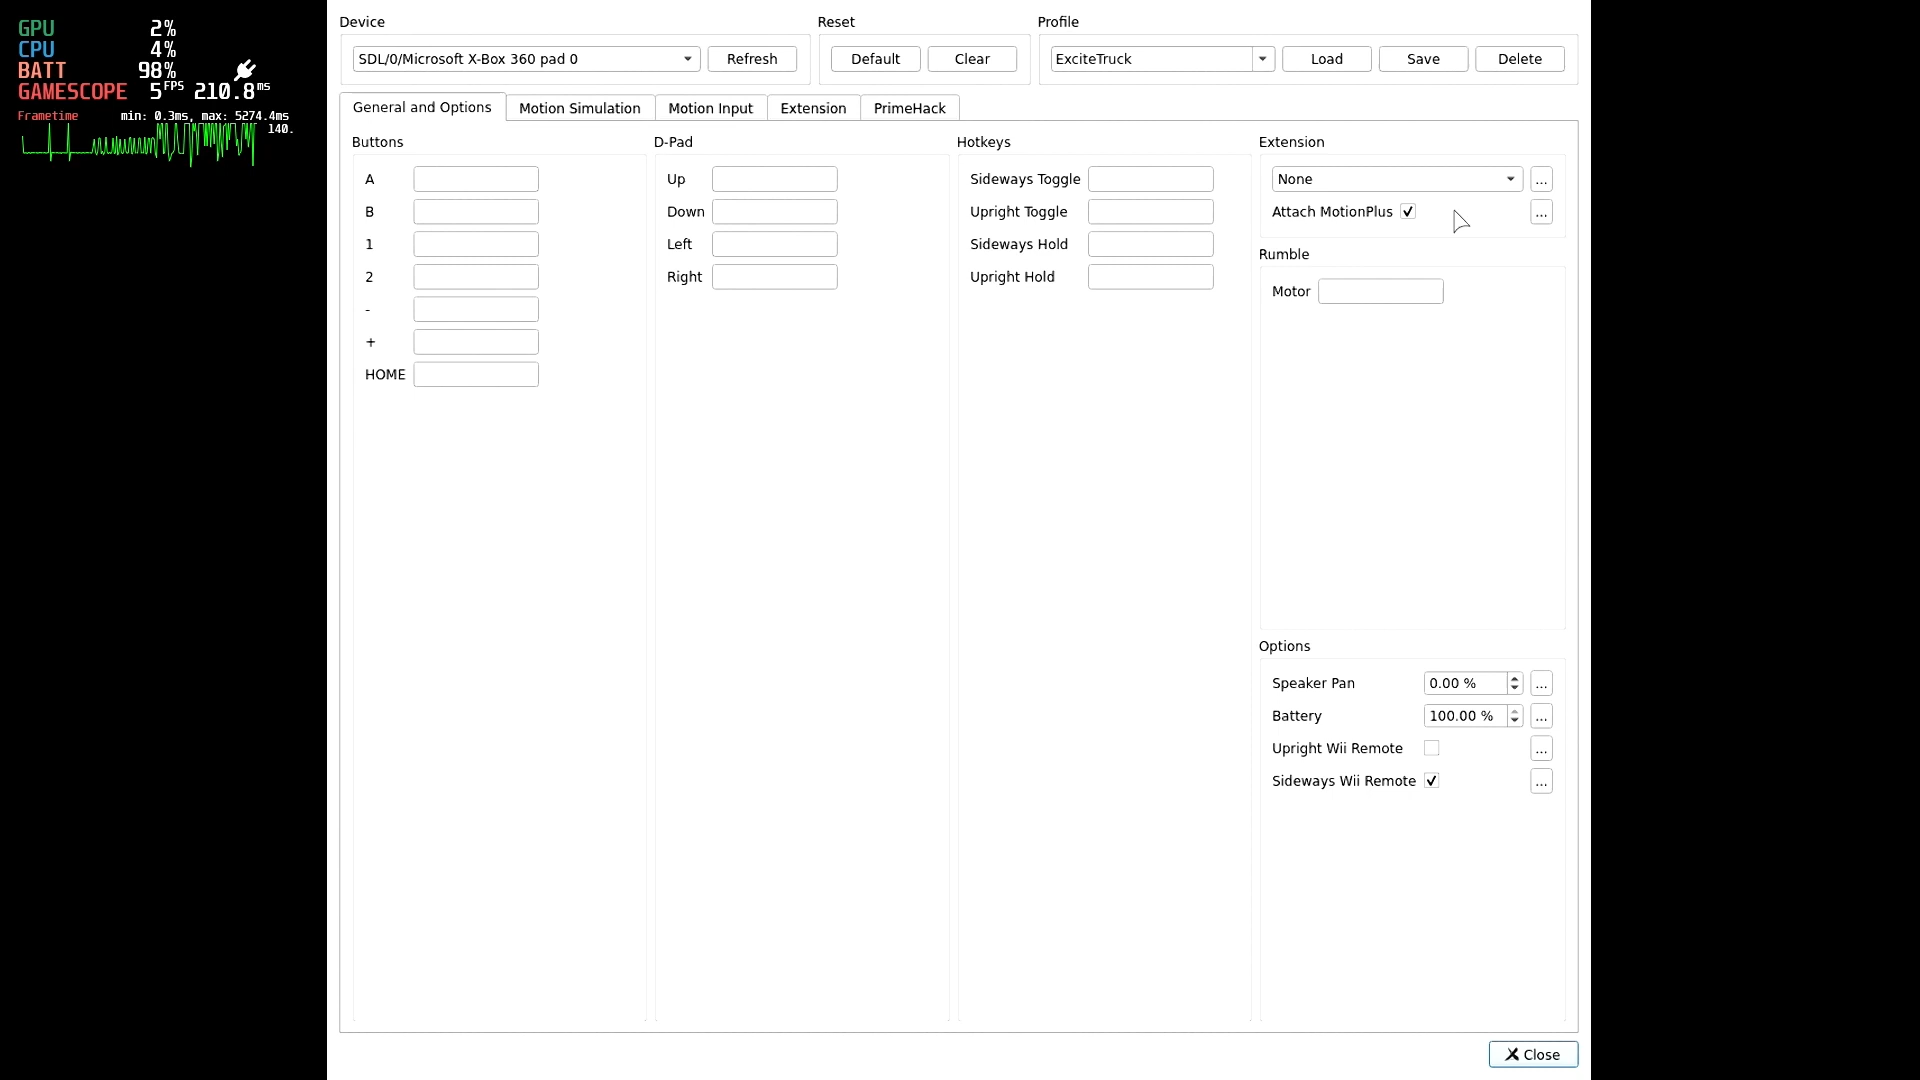 GPU 2%
CPU 4%
BATT 98%
GAMESCOPE 5FPS 210.8ms
Frametime min: 0.3ms, max: 5274.4ms
140.
Device
SDL/0/Microsoft X-Box 360 pad 0
Refresh
Reset
Default
Clear
Profile
ExciteTruck
Load
Save
Delete
General and Options
Motion Simulation
Motion Input
Extension
PrimeHack
Buttons
A
B
1
2
-
+
HOME
D-Pad
Up
Down
Left
Right
Hotkeys
Sideways Toggle
Upright Toggle
Sideways Hold
Upright Hold
Extension
None
...
Attach MotionPlus
...
Rumble
Motor
Options
Speaker Pan 0.00 % ...
Battery 100.00 % ...
Upright Wii Remote ...
Sideways Wii Remote ...
Close